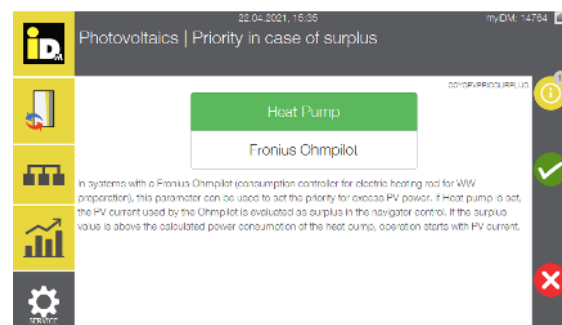 22.04.2021, 15:35
myiDM: 14764
iDM
Photovoltaics | Priority in case of surplus
Heat Pump
Fronius Ohmpilot
In systems with a Fronius Ohmpilot (consumption controller for electric heating rod for WW
preparation), this parameter can be used to set the priority for excess PV power. If Heat pump is set,
the PV current used by the Ohmpilot is evaluated as surplus in the navigator control. If the surplus
value is above the calculated power consumption of the heat pump, operation starts with PV current.
SERVICE